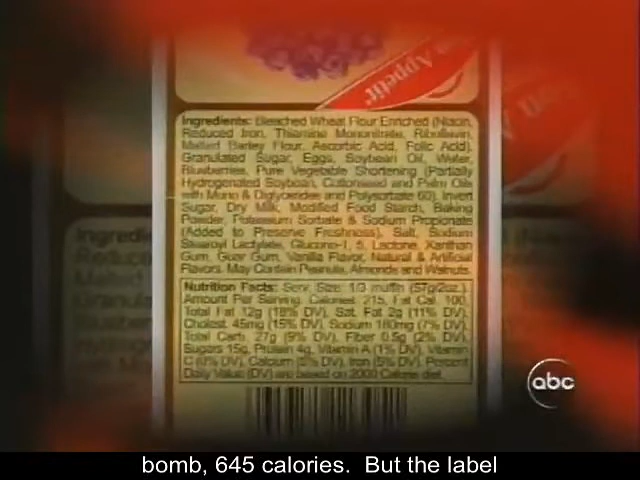 Appétit
Ingredients: Bleached Wheat Flour Enriched (Niacin,
Reduced Iron, Thiamine Mononitrate, Riboflavin,
Malted Barley Flour, Ascorbic Acid, Folic Acid),
Granulated Sugar, Eggs, Soybean Oil, Water,
Blueberries, Pure Vegetable Shortening (Partially
Hydrogenated Soybean, Cottonseed and Palm Oils
with Mono & Diglycerides and Polysorbate 60), Invert
Sugar, Dry Milk, Modified Food Starch, Baking
Powder, Potassium Sorbate & Sodium Propionate
(Added to Preserve Freshness), Salt, Sodium
Stearoyl Lactylate, Glucono-1, 5, Lactone, Xanthan
Gum, Guar Gum, Vanilla Flavor, Natural & Artificial
Flavors. May Contain Peanuts, Almonds and Walnuts.
Nutrition Facts: Serv. Size: 1/3 muffin (57g/2oz.)
Amount Per Serving: Calories 215, Fat Cal. 100,
Total Fat 12g (18% DV), Sat. Fat 2g (11% DV),
Cholest. 45mg (15% DV), Sodium 180mg (7% DV),
Total Carb. 27g (9% DV), Fiber 0.5g (2% DV),
Sugars 15g, Protein 4g, Vitamin A (1% DV), Vitamin
C (0% DV), Calcium (5% DV), Iron (5% DV). Percent
Daily Value (DV) are based on 2000 Calorie diet.
abc
bomb, 645 calories. But the label